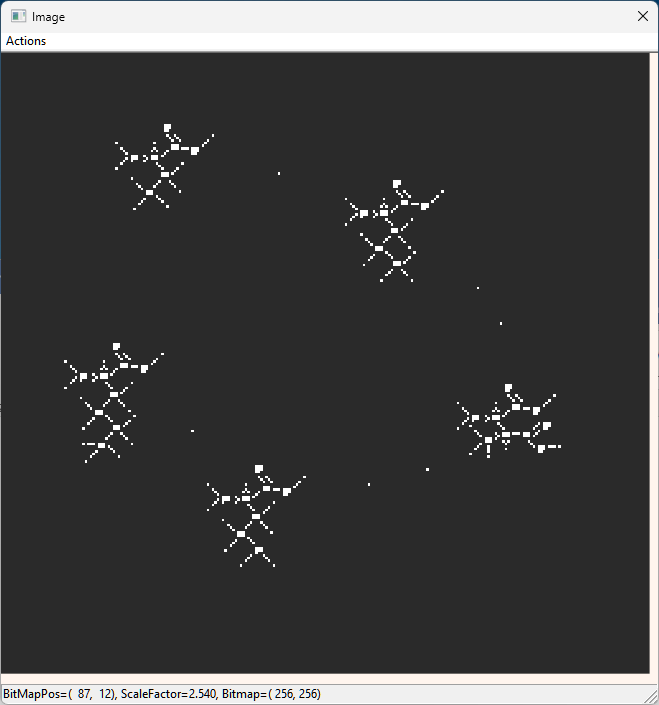 Image
Actions
BitMapPos=( 87, 12), ScaleFactor=2.540, Bitmap=( 256, 256)